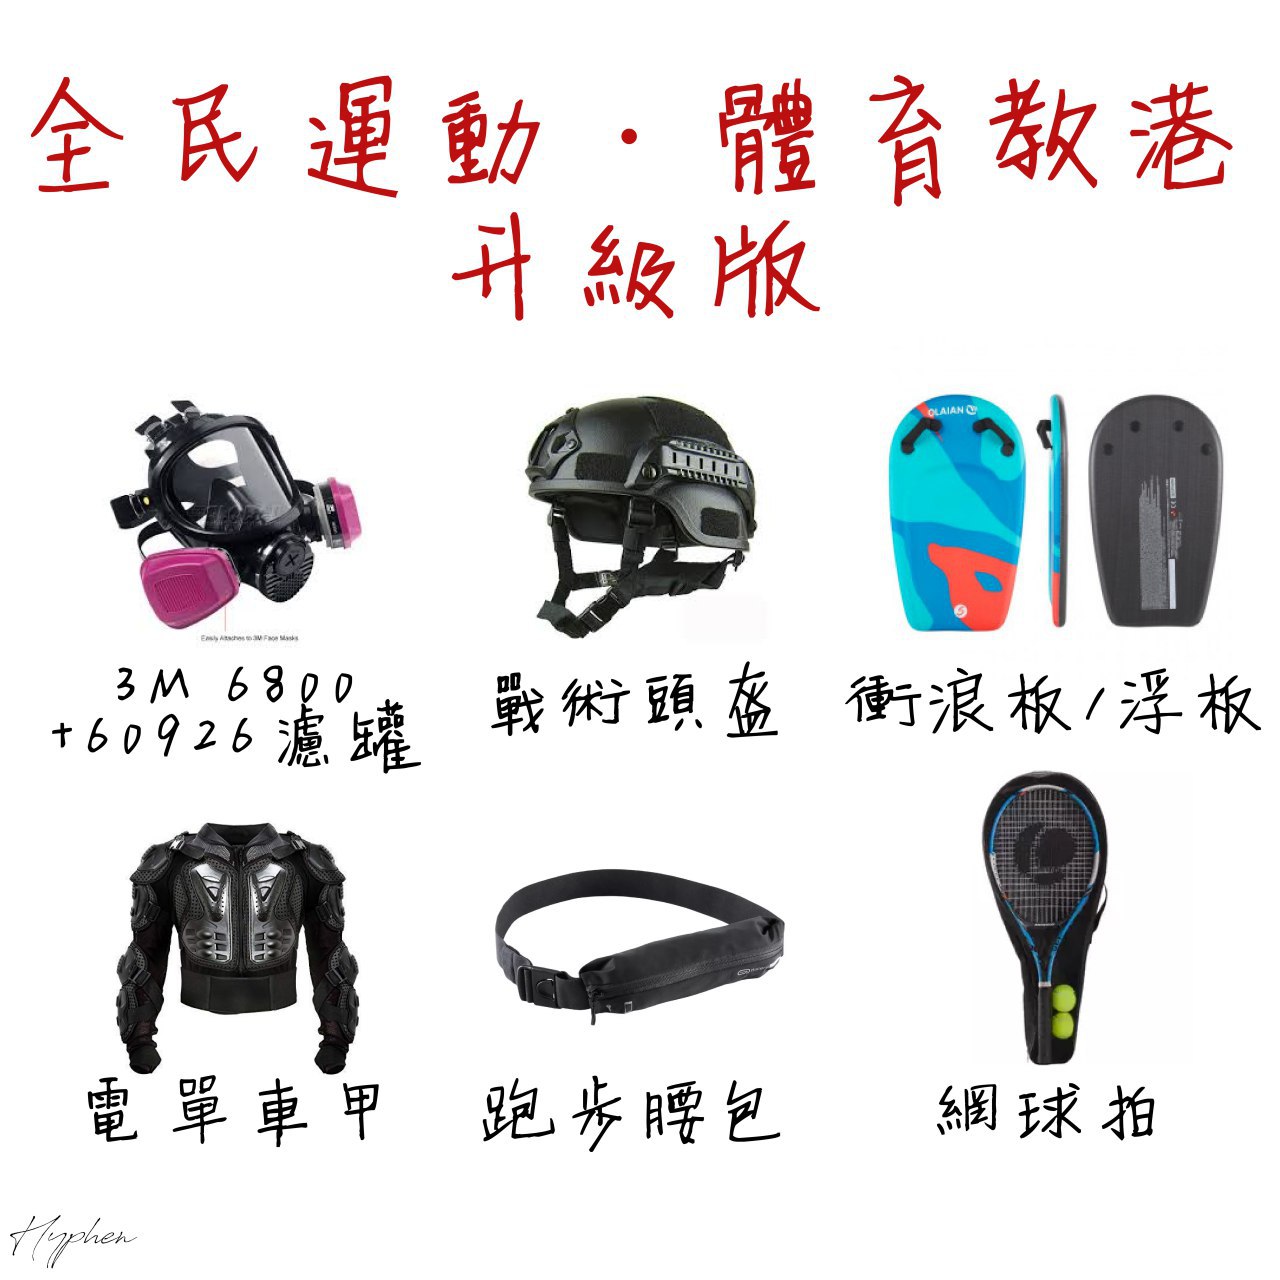 全民運動・體育教港
升級版
OLAIAN
Easily Attaches to 3M Face Masks
3M 6800
+60926濾罐
戰術頭盔
衝浪板/浮板
電單車甲
跑步腰包
網球拍
Hyphen